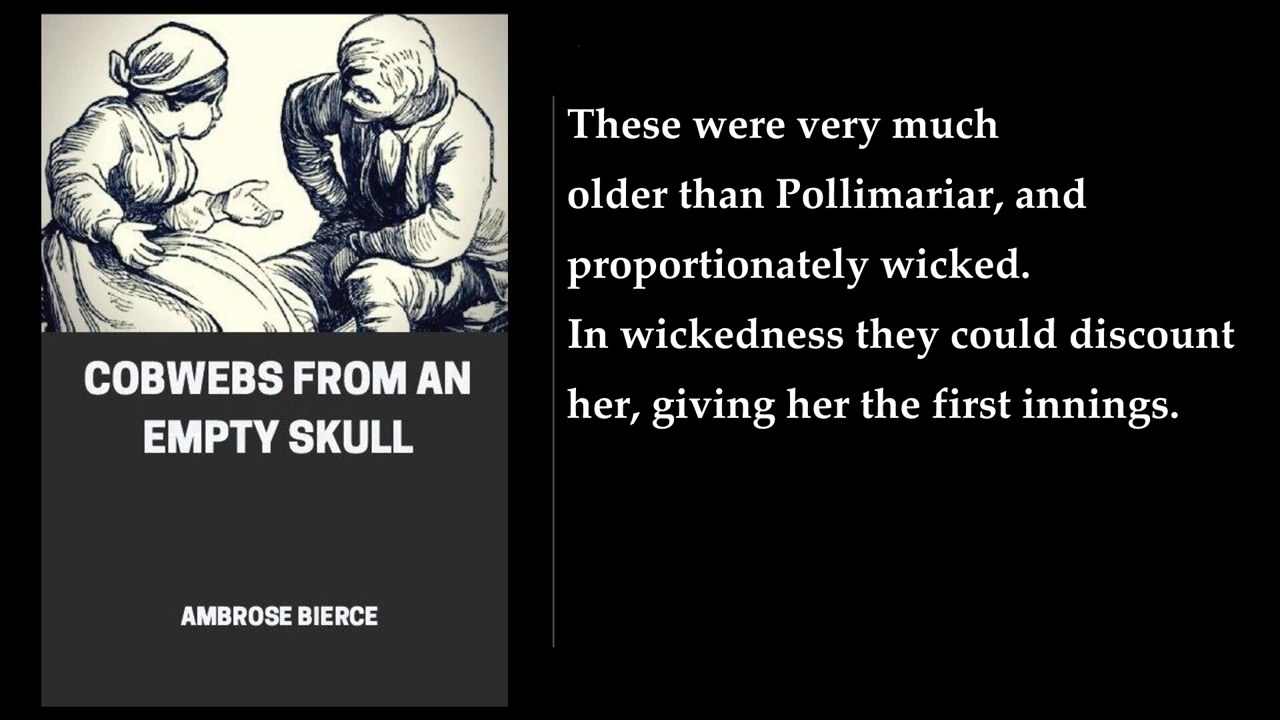 COBWEBS FROM AN
EMPTY SKULL
AMBROSE BIERCE
These were very much
older than Pollimariar, and
proportionately wicked.
In wickedness they could discount
her, giving her the first innings.